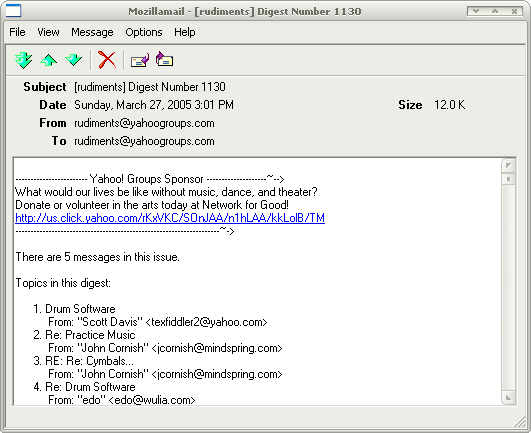 Mozillamail - [rudiments] Digest Number 1130
File View Message Options Help
Subject [rudiments] Digest Number 1130
Date Sunday, March 27, 2005 3:01 PM Size 12.0 K
From rudiments@yahoogroups.com
To rudiments@yahoogroups.com
------------------------ Yahoo! Groups Sponsor --------------------~-->
What would our lives be like without music, dance, and theater?
Donate or volunteer in the arts today at Network for Good!
http://us.click.yahoo.com/rKxVKC/SOnJAA/n1hLAA/kkLolB/TM
--------------------------------------------------------------------~->
There are 5 messages in this issue.
Topics in this digest:
1. Drum Software
From: "Scott Davis" <texfiddler2@yahoo.com>
2. Re: Practice Music
From: "John Cornish" <jcornish@mindspring.com>
3. RE: Re: Cymbals...
From: "John Cornish" <jcornish@mindspring.com>
4. Re: Drum Software
From: "edo" <edo@wulia.com>